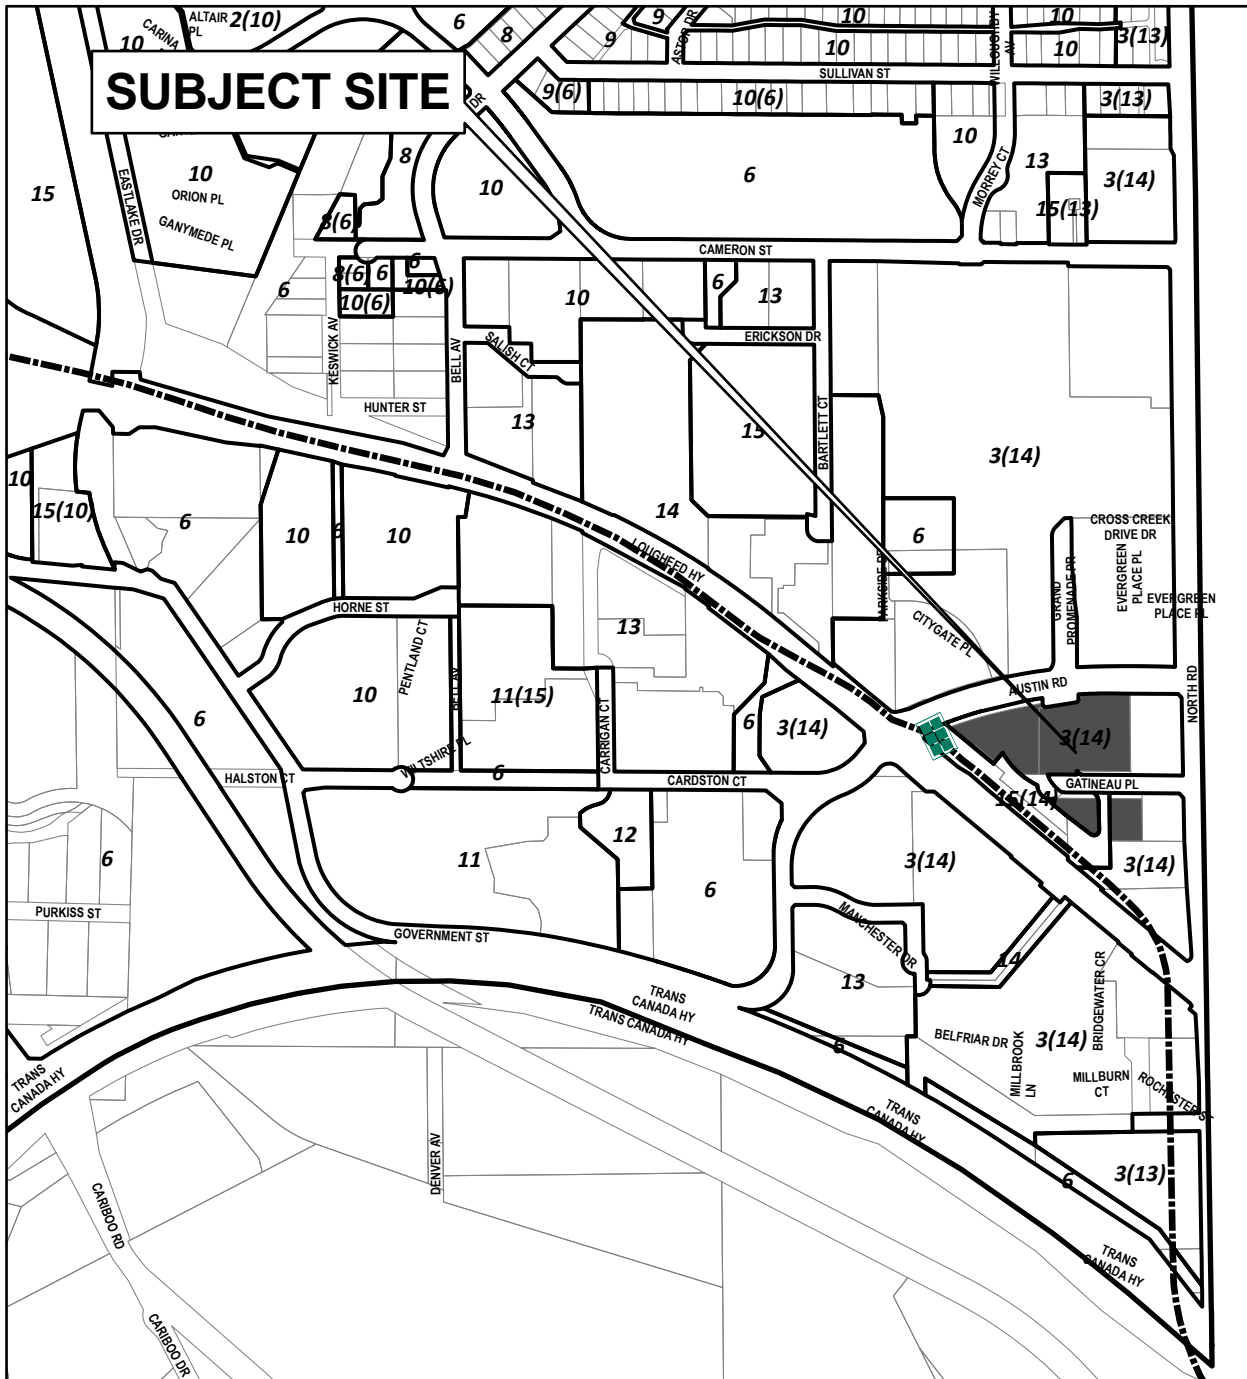 ALTAIR
PL
2(10)
6
8
9
9
ASTOR DR
10
WILLOUGHBY
AV
10
3(13)
CARINA
10
10
10
SULLIVAN ST
SUBJECT SITE
DR
9(6)
10(6)
3(13)
15
EASTLAKE DR
10
ORION PL
GANYMEDE PL
8
10
6
10
MORREY CT
13
3(14)
15(13)
8(6)
CAMERON ST
6
8(6)
6
6
10(6)
10(6)
10
6
13
KESWICK AV
BELL AV
SALISH CT
ERICKSON DR
HUNTER ST
13
15
BARTLETT CT
3(14)
10
15(10)
6
10
6
10
14
LOUGHEED HY
6
CROSS CREEK
DRIVE DR
PARKSIDE PL
GRAND
PROMENADE PR
EVERGREEN
PLACE PL
EVERGREEN
PLACE PL
HORNE ST
13
CITYGATE PL
PENTLAND CT
BELL AV
10
11(15)
CARRIGAN CT
AUSTIN RD
NORTH RD
6
6
3(14)
3(14)
WILTSHIRE PL
HALSTON CT
6
CARDSTON CT
GATINEAU PL
15(14)
6
11
12
6
3(14)
3(14)
PURKISS ST
GOVERNMENT ST
MANCHESTER DR
14
13
TRANS
CANADA HY
TRANS CANADA HY
6
BELFRIAR DR
MILLBROOK
LN
3(14)
BRIDGEWATER CR
MILLBURN
CT
ROCHESTER ST
TRANS
CANADA HY
TRANS
CANADA HY
DENVER AV
6
3(13)
CARIBOO RD
TRANS
CANADA HY
CARIBOO DR